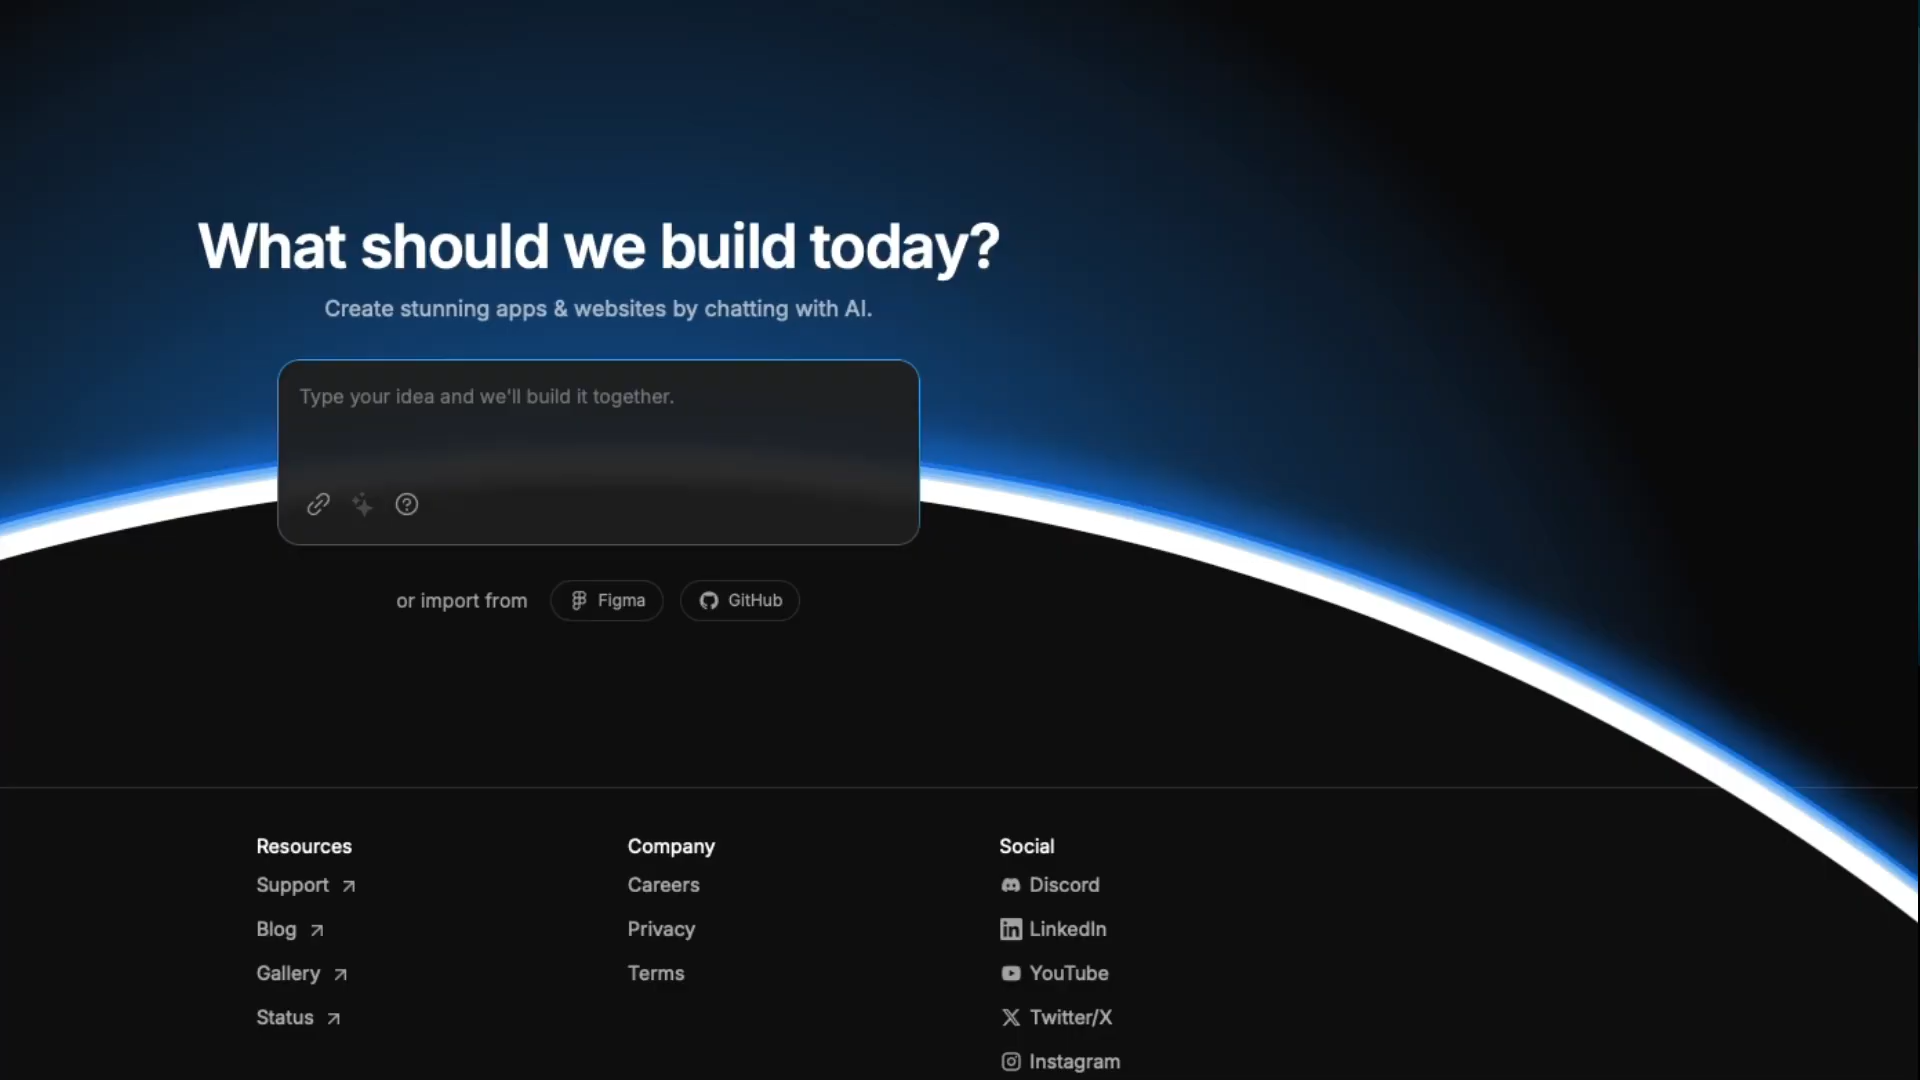 What should we build today?
Create stunning apps & websites by chatting with AI.
Type your idea and we'll build it together.
or import from
Figma
GitHub
Resources
Support
Blog
Gallery
Status
Company
Careers
Privacy
Terms
Social
Discord
LinkedIn
YouTube
Twitter/X
Instagram